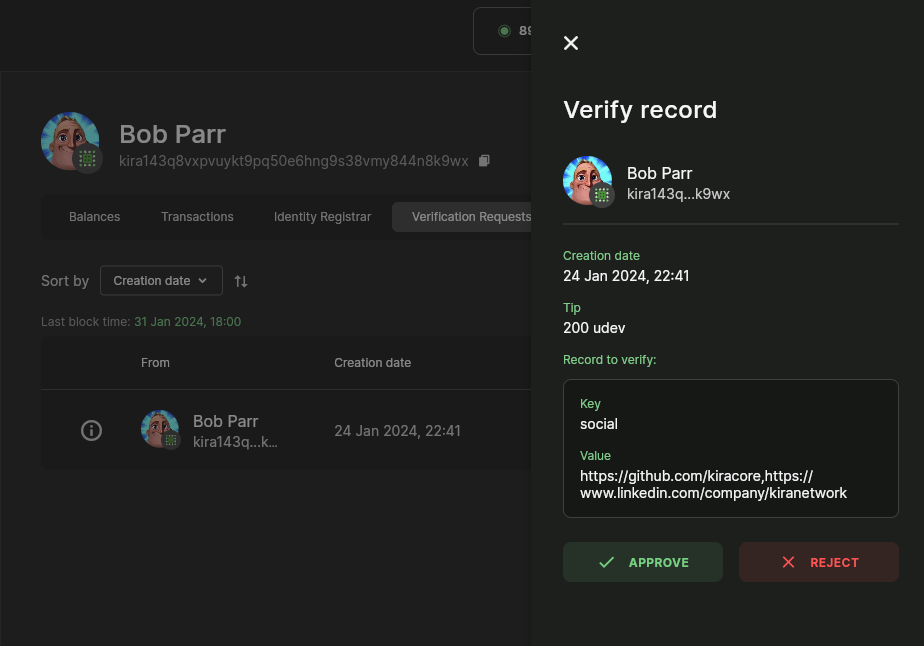 89
Bob Parr
kira143q8vxpvuykt9pq50e6hng9s38vmy844n8k9wx
Balances
Transactions
Identity Registrar
Verification Requests
Sort by
Creation date
Last block time: 31 Jan 2024, 18:00
From
Creation date
Bob Parr
kira143q...k...
24 Jan 2024, 22:41
Verify record
Bob Parr
kira143q...k9wx
Creation date
24 Jan 2024, 22:41
Tip
200 udev
Record to verify:
Key
social
Value
https://github.com/kiracore,https://
www.linkedin.com/company/kiranetwork
APPROVE
REJECT